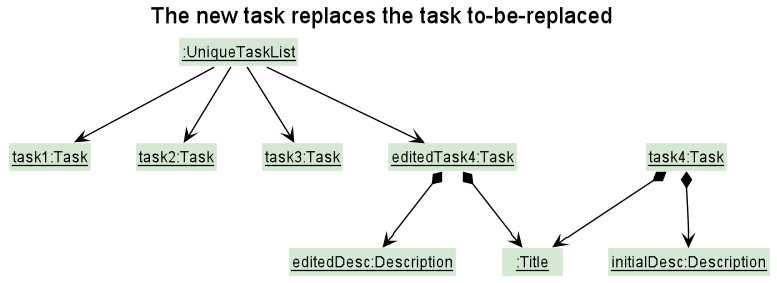 The new task replaces the task to-be-replaced
:UniqueTaskList
task1:Task
task2:Task
task3:Task
editedTask4:Task
task4:Task
editedDesc:Description
:Title
initialDesc:Description